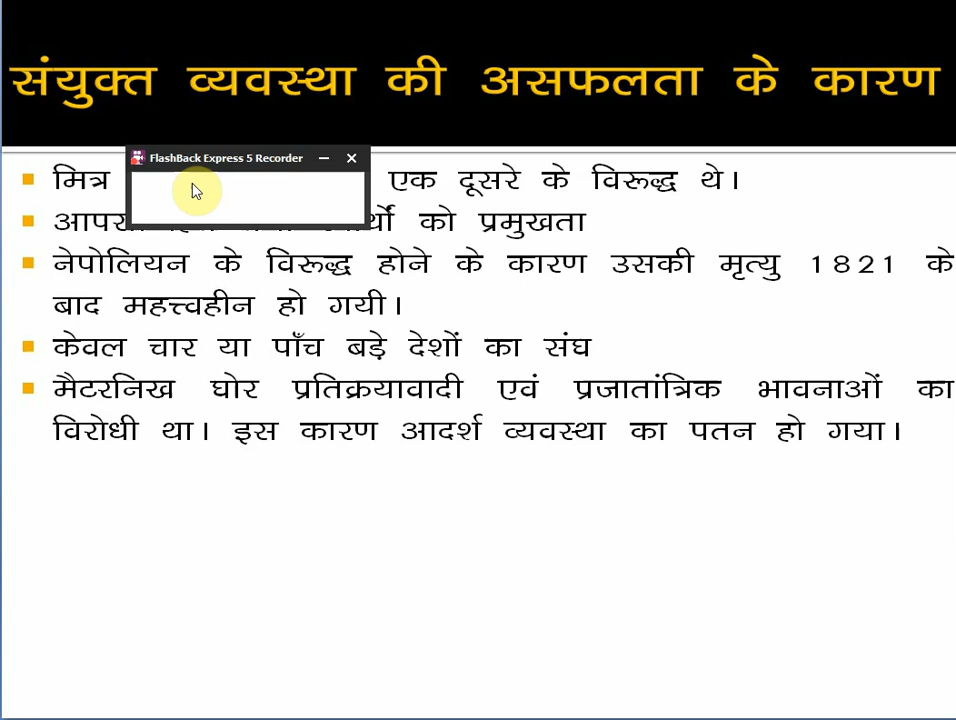 संयुक्त व्यवस्था की असफलता के कारण
FlashBack Express 5 Recorder
मित्र एक दूसरे के विरूद्ध थे।
को प्रमुखता
नेपोलियन के विरूद्ध होने के कारण उसकी मृत्यु 1821 के
बाद महत्त्वहीन हो गयी।
केवल चार या पाँच बड़े देशों का संघ
मैटरनिख घोर प्रतिक्रयावादी एवं प्रजातांत्रिक भावनाओं का
विरोधी था। इस कारण आदर्श व्यवस्था का पतन हो गया।